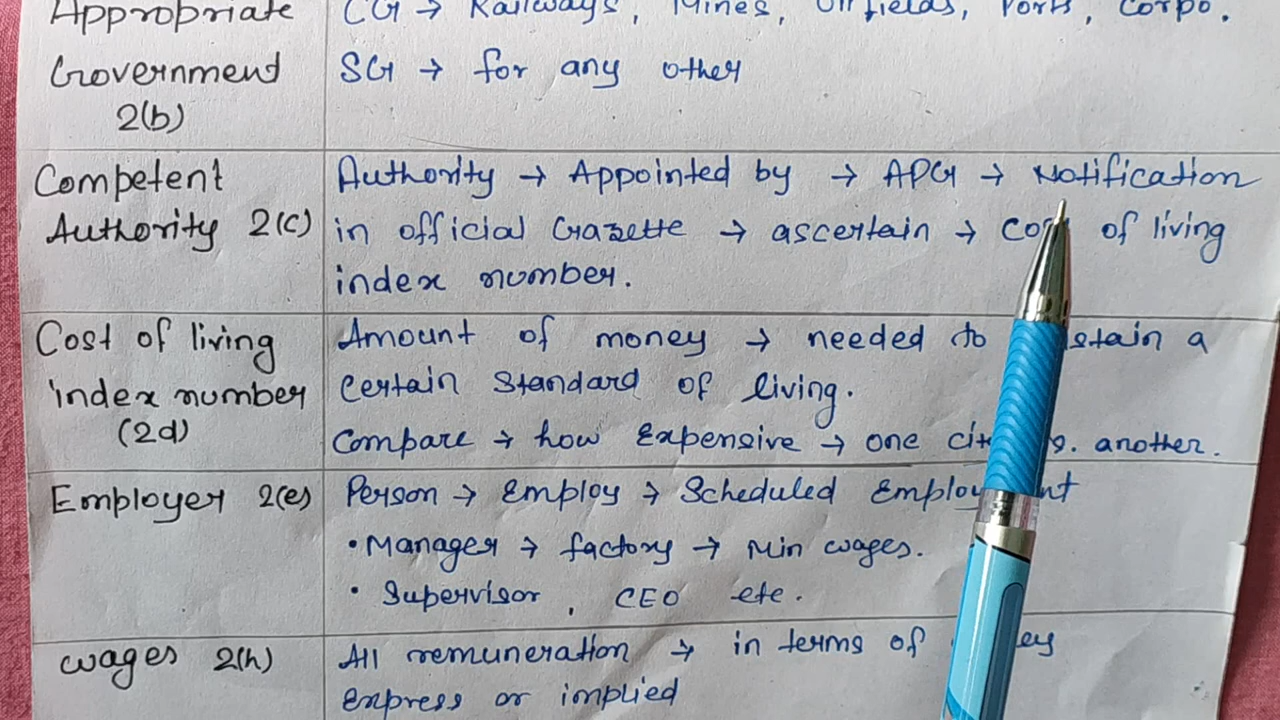 Appropriate
Government
2(b)
CG → Railways, Mines, Oilfields, Ports, Corpo.
SG → for any other
Competent
Authority 2(c)
Authority → Appointed by → APG → Notification
in official Gazette → ascertain → of living
index number.
Cost of living
index number
(2d)
Amount of money → needed to a
Certain Standard of living.
Compare → how Expensive → one another.
Employer 2(e)
Person → Employ → Scheduled
• Manager → factory → Min wages.
• Supervisor, CEO etc.
wages 2(h)
All remuneration → in terms of
Express or implied